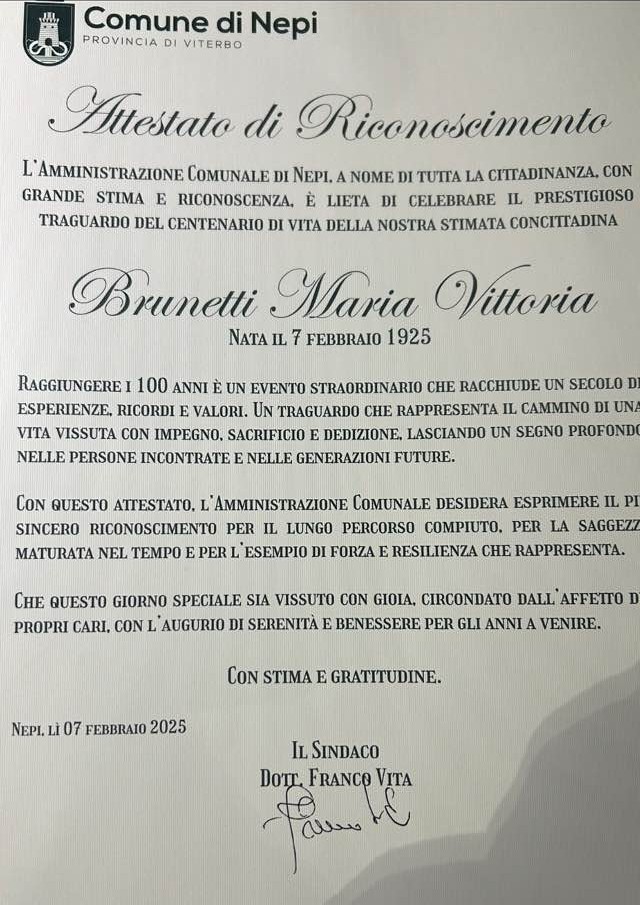 Comune di Nepi
PROVINCIA DI VITERBO
Attestato di Riconoscimento
L'Amministrazione Comunale di Nepi, a nome di tutta la cittadinanza, con
grande stima e riconoscenza, è lieta di celebrare il prestigioso
traguardo del centenario di vita della nostra stimata concittadina
Brunetti Maria Vittoria
Nata il 7 febbraio 1925
Raggiungere i 100 anni è un evento straordinario che racchiude un secolo di
esperienze, ricordi e valori. Un traguardo che rappresenta il cammino di una
vita vissuta con impegno, sacrificio e dedizione, lasciando un segno profondo
nelle persone incontrate e nelle generazioni future.
Con questo attestato, l'Amministrazione Comunale desidera esprimere il pi
sincero riconoscimento per il lungo percorso compiuto, per la saggezz
maturata nel tempo e per l'esempio di forza e resilienza che rappresenta.
Che questo giorno speciale sia vissuto con gioia, circondato dall'affetto d
propri cari, con l'augurio di serenità e benessere per gli anni a venire.
Con stima e gratitudine.
Nepi, lì 07 febbraio 2025
Il Sindaco
Dott. Franco Vita